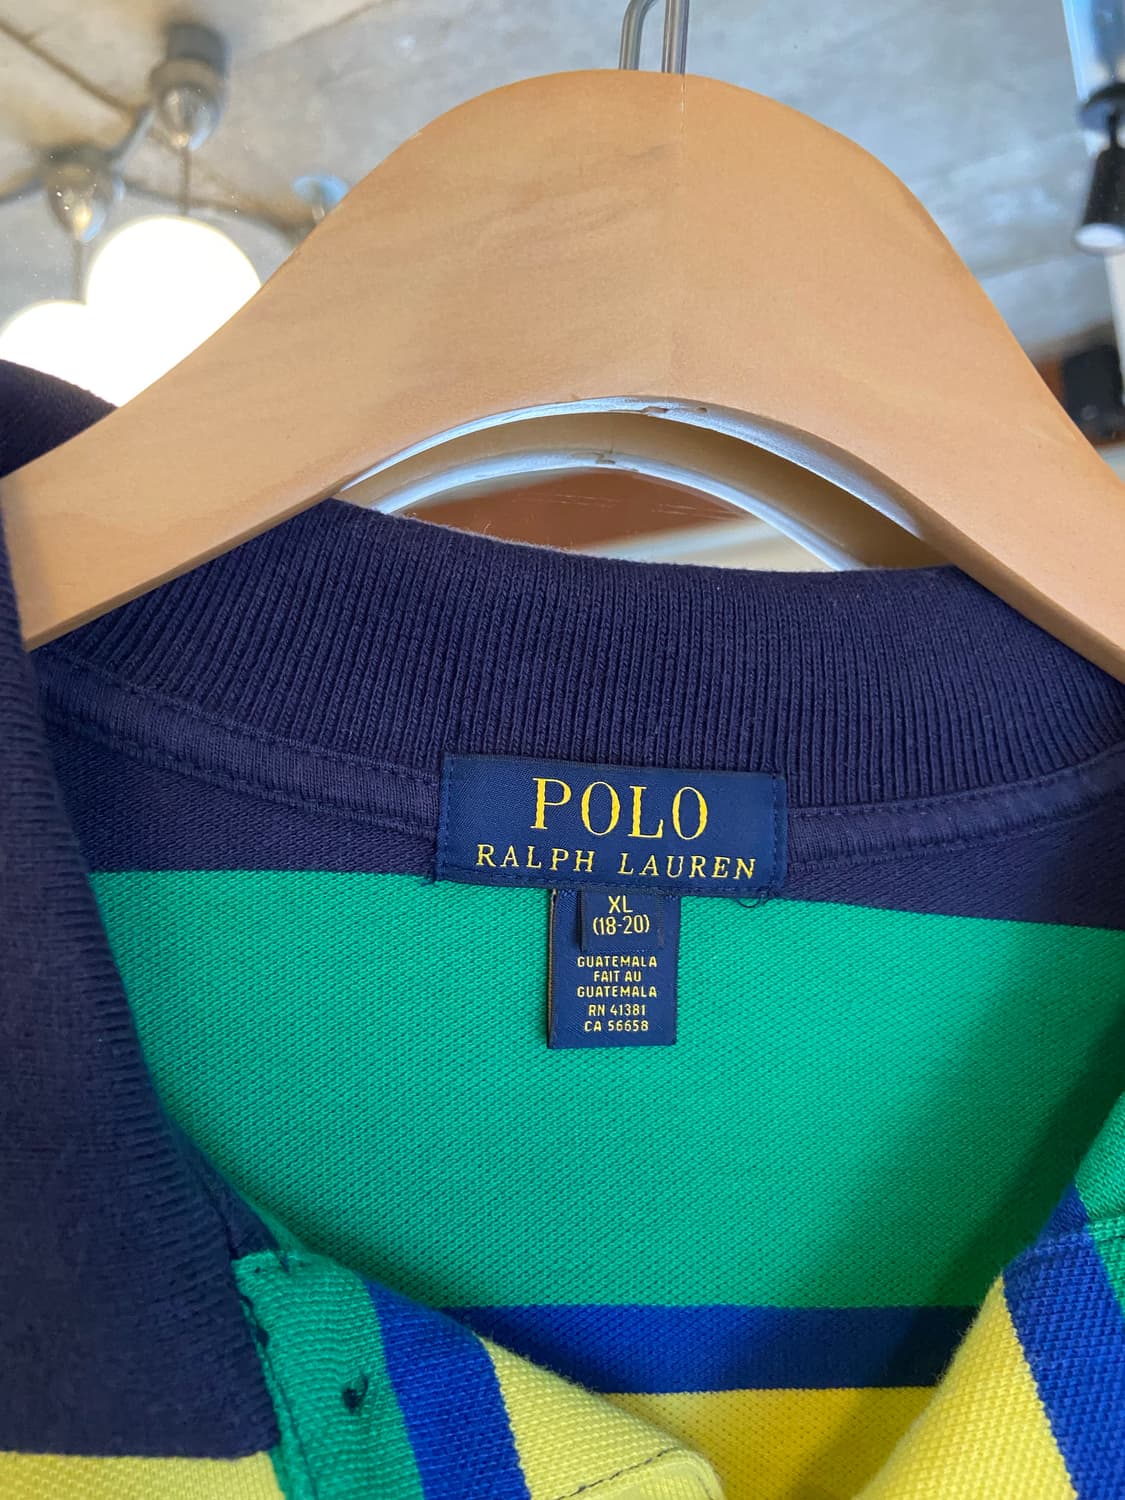 POLO
RALPH LAUREN
XL
(18-20)
GUATEMALA
FAIT AU
GUATEMALA
RN 41381
CA 56658